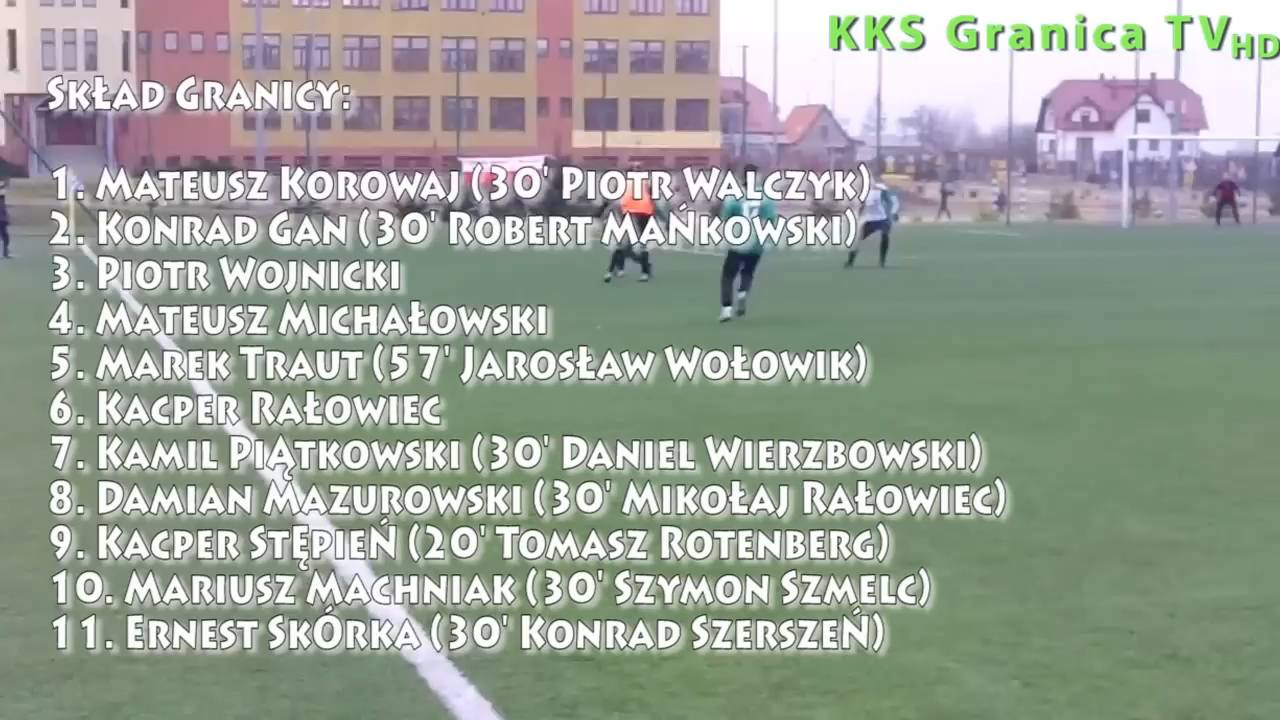 KKS Granica TV HD
SKŁAD GRANICY:
1. MATEUSZ KOROWAJ (30' PIOTR WALCZYK)
2. KONRAD GAN (30' ROBERT MAŃKOWSKI)
3. PIOTR WOJNICKI
4. MATEUSZ MICHAŁOWSKI
5. MAREK TRAUT (57' JAROSŁAW WOŁOWIK)
6. KACPER RAŁOWIEC
7. KAMIL PIĄTKOWSKI (30' DANIEL WIERZBOWSKI)
8. DAMIAN MAZUROWSKI (30' MIKOŁAJ RAŁOWIEC)
9. KACPER STĘPIEŃ (20' TOMASZ ROTENBERG)
10. MARIUSZ MACHNIAK (30' SZYMON SZMELC)
11. ERNEST SKÓRKA (30' KONRAD SZERSZEŃ)